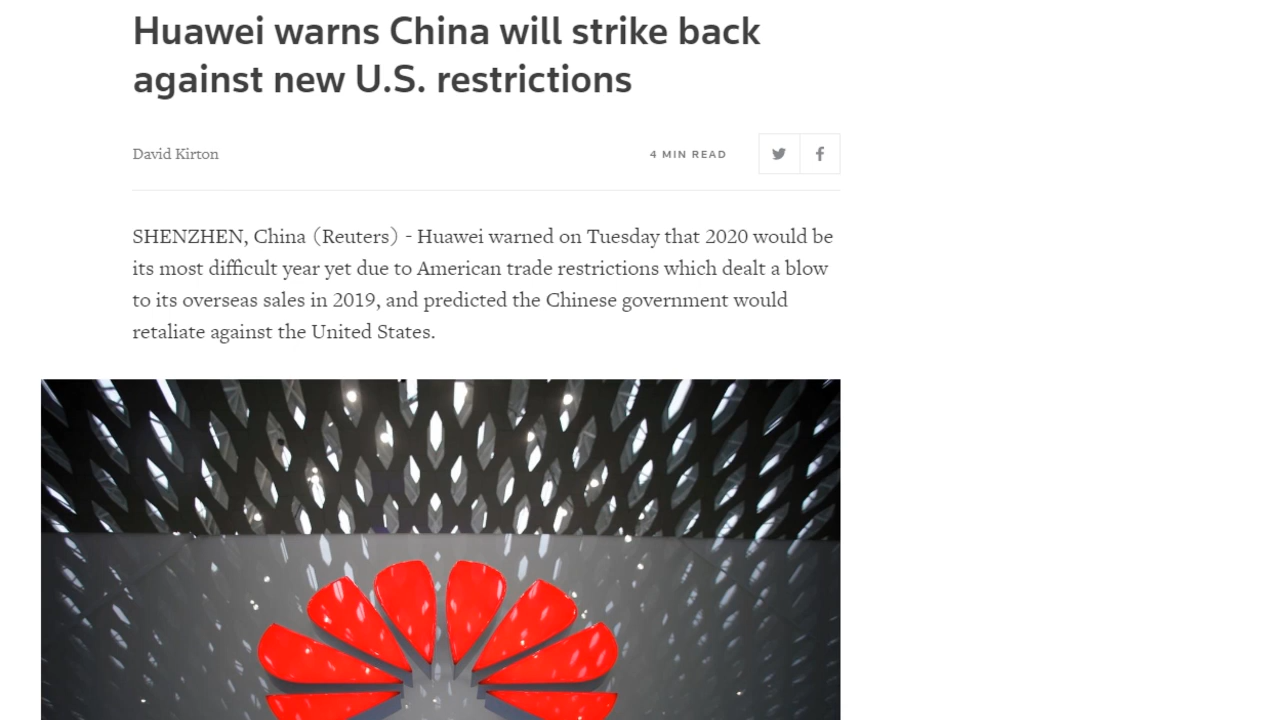 Huawei warns China will strike back
against new U.S. restrictions
David Kirton
4 MIN READ
SHENZHEN, China (Reuters) - Huawei warned on Tuesday that 2020 would be
its most difficult year yet due to American trade restrictions which dealt a blow
to its overseas sales in 2019, and predicted the Chinese government would
retaliate against the United States.